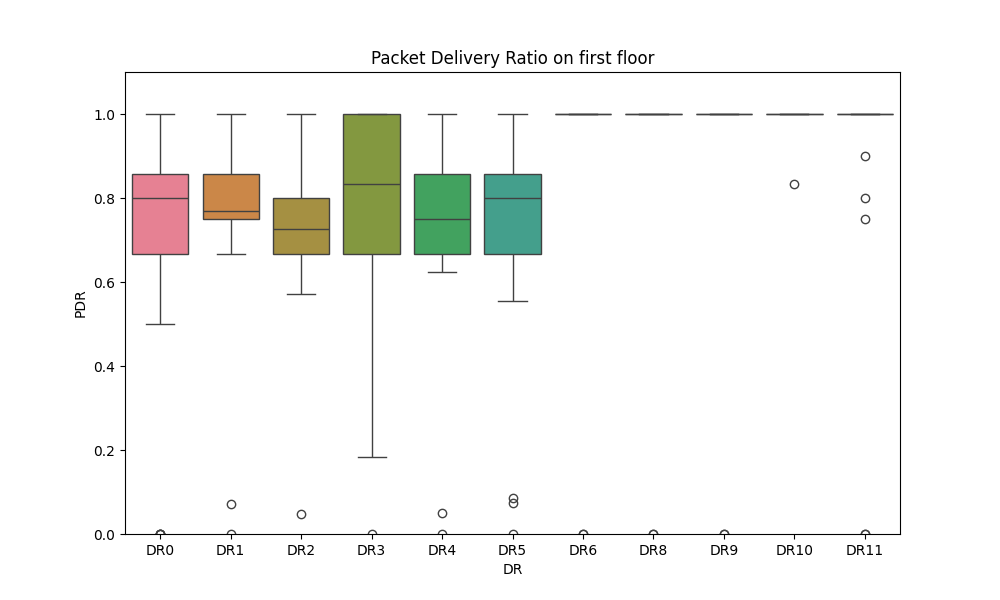 Packet Delivery Ratio on first floor
1.0
0.8
0.6
0.4
0.2
0.0
PDR
DR0 DR1 DR2 DR3 DR4 DR5 DR6 DR8 DR9 DR10 DR11
DR